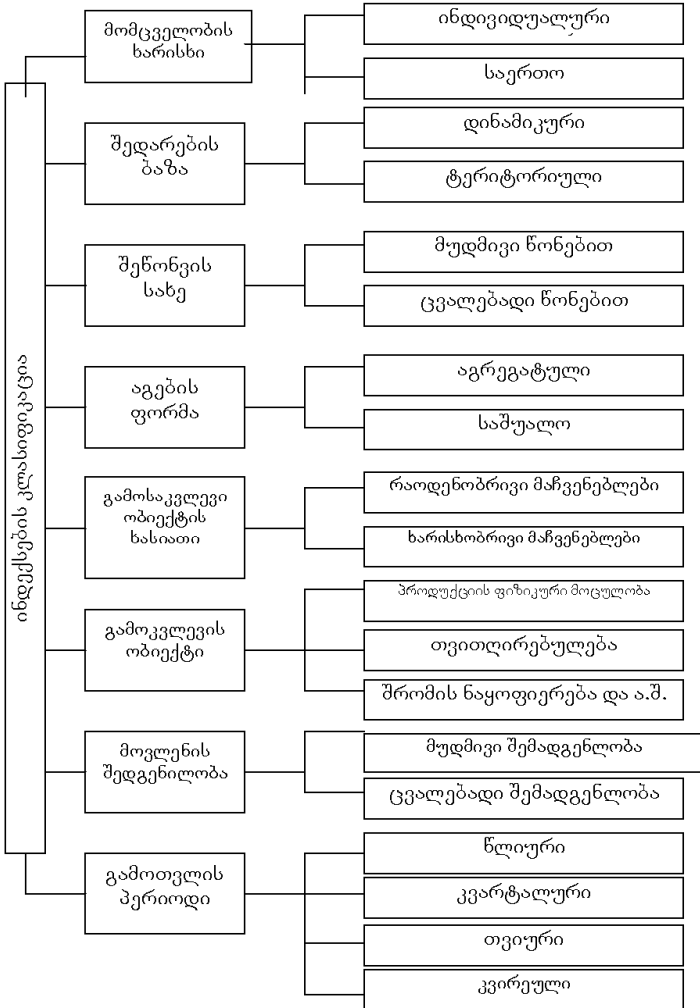 ინდექსების კლასიფიკაცია
მომცველობის
ხარისხი
ინდივიდუალური
საერთო
შედარების
ბაზა
დინამიკური
ტერიტორიული
შეწონვის
სახე
მუდმივი წონებით
ცვალებადი წონებით
აგების
ფორმა
აგრეგატული
საშუალო
გამოსაკვლევი
ობიექტის
ხასიათი
რაოდენობრივი მაჩვენებლები
ხარისხობრივი მაჩვენებლები
გამოკვლევის
ობიექტი
პროდუქციის ფიზიკური მოცულობა
თვითღირებულება
შრომის ნაყოფიერება და ა.შ.
მოვლენის
შედგენილობა
მუდმივი შემადგენლობა
ცვალებადი შემადგენლობა
გამოთვლის
პერიოდი
წლიური
კვარტალური
თვიური
კვირეული